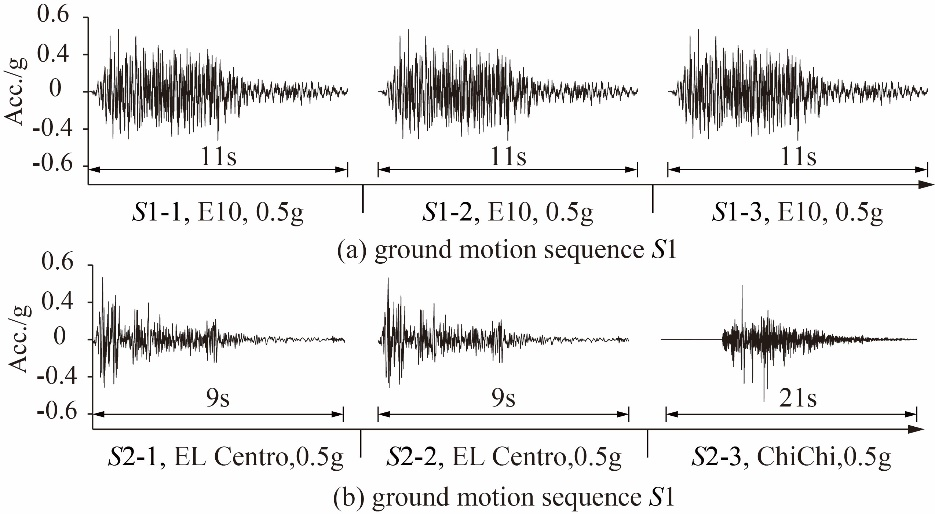 Acc./g
0.6
0.4
0
-0.4
-0.6
11s
11s
11s
S1-1, E10, 0.5g
S1-2, E10, 0.5g
S1-3, E10, 0.5g
(a) ground motion sequence S1
Acc./g
0.6
0.4
0
-0.4
-0.6
9s
9s
21s
S2-1, EL Centro,0.5g
S2-2, EL Centro,0.5g
S2-3, ChiChi,0.5g
(b) ground motion sequence S1